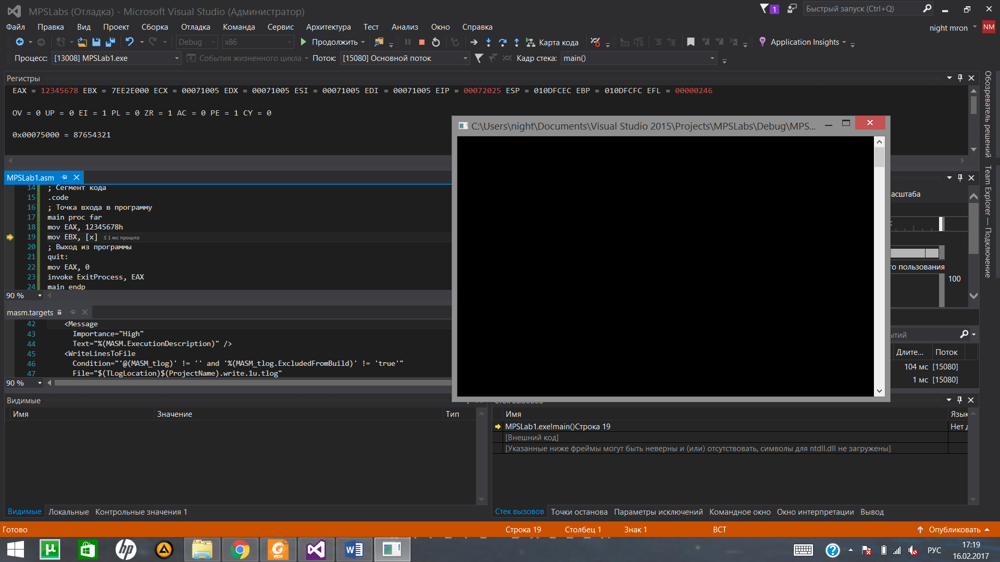 MPSLabs (Отладка) - Microsoft Visual Studio (Администратор)
1
Быстрый запуск (Ctrl+Q)
Файл Правка Вид Проект Сборка Отладка Команда Сервис Архитектура Тест Анализ Окно Справка
night mron NM
Debug x86 Продолжить Карта кода Application Insights
Процесс: [13008] MPSLab1.exe События жизненного цикла Поток: [15080] Основной поток Кадр стека: main()
Регистры
EAX = 12345678 EBX = 7EE2E000 ECX = 00071005 EDX = 00071005 ESI = 00071005 EDI = 00071005 EIP = 00072025 ESP = 010DFCEC EBP = 010DFCFC EFL = 00000246
OV = 0 UP = 0 EI = 1 PL = 0 ZR = 1 AC = 0 PE = 1 CY = 0
0x00075000 = 87654321
C:\Users\night\Documents\Visual Studio 2015\Projects\MPSLabs\Debug\MPS...
Обозреватель решений
Team Explorer — Подключение
MPSLab1.asm
14 ; Сегмент кода
15 .code
16 ; Точка входа в программу
17 main proc far
18 mov EAX, 12345678h
19 mov EBX, [x] ≤ 1 мс прошло
20 ; Выход из программы
21 quit:
22 mov EAX, 0
23 invoke ExitProcess, EAX
24 main endp
90 %
асштаба
го пользования
100
masm.targets
42 <Message
43 Importance="High"
44 Text="%(MASM.ExecutionDescription)" />
45 <WriteLinesToFile
46 Condition="'@(MASM_tlog)' != '' and '%(MASM_tlog.ExcludedFromBuild)' != 'true'"
47 File="$(TLogLocation)$(ProjectName).write.1u.tlog"
90 %
ытий
Длите... Поток
104 мс [15080]
1 мс [15080]
Видимые
Имя Значение Тип
Стек вызовов
Имя Язык
MPSLab1.exe!main()Строка 19 Нет д
[Внешний код]
[Указанные ниже фреймы могут быть неверны и (или) отсутствовать, символы для ntdll.dll не загружены]
Видимые Локальные Контрольные значения 1
Стек вызовов Точки останова Параметры исключений Командное окно Окно интерпретации Вывод
Готово Строка 19 Столбец 1 Знак 1 ВСТ Опубликовать
РУС
17:19
16.02.2017